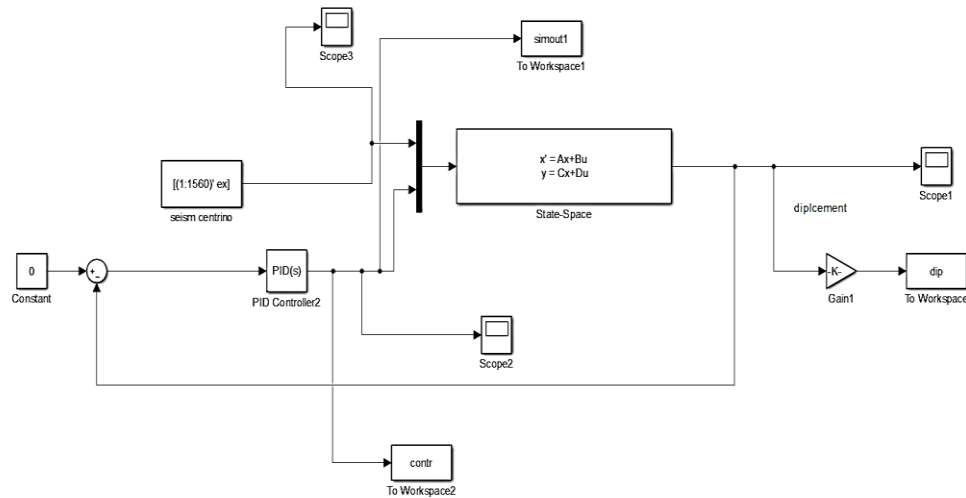 Scope3
simout1
To Workspace1
x' = Ax+Bu
y = Cx+Du
State-Space
Scope1
[(1:1560)' ex]
seism centrino
diplcement
0
Constant
+
-
PID(s)
PID Controller2
-K-
Gain1
dip
To Workspace
Scope2
contr
To Workspace2